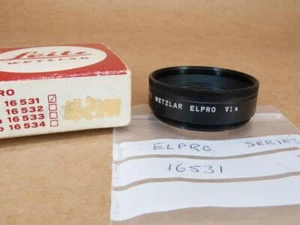 Leitz
WETZLAR
PRO
16531
16532
16533
16534
WETZLAR ELPRO VIa
ELPRO SERIES
16531